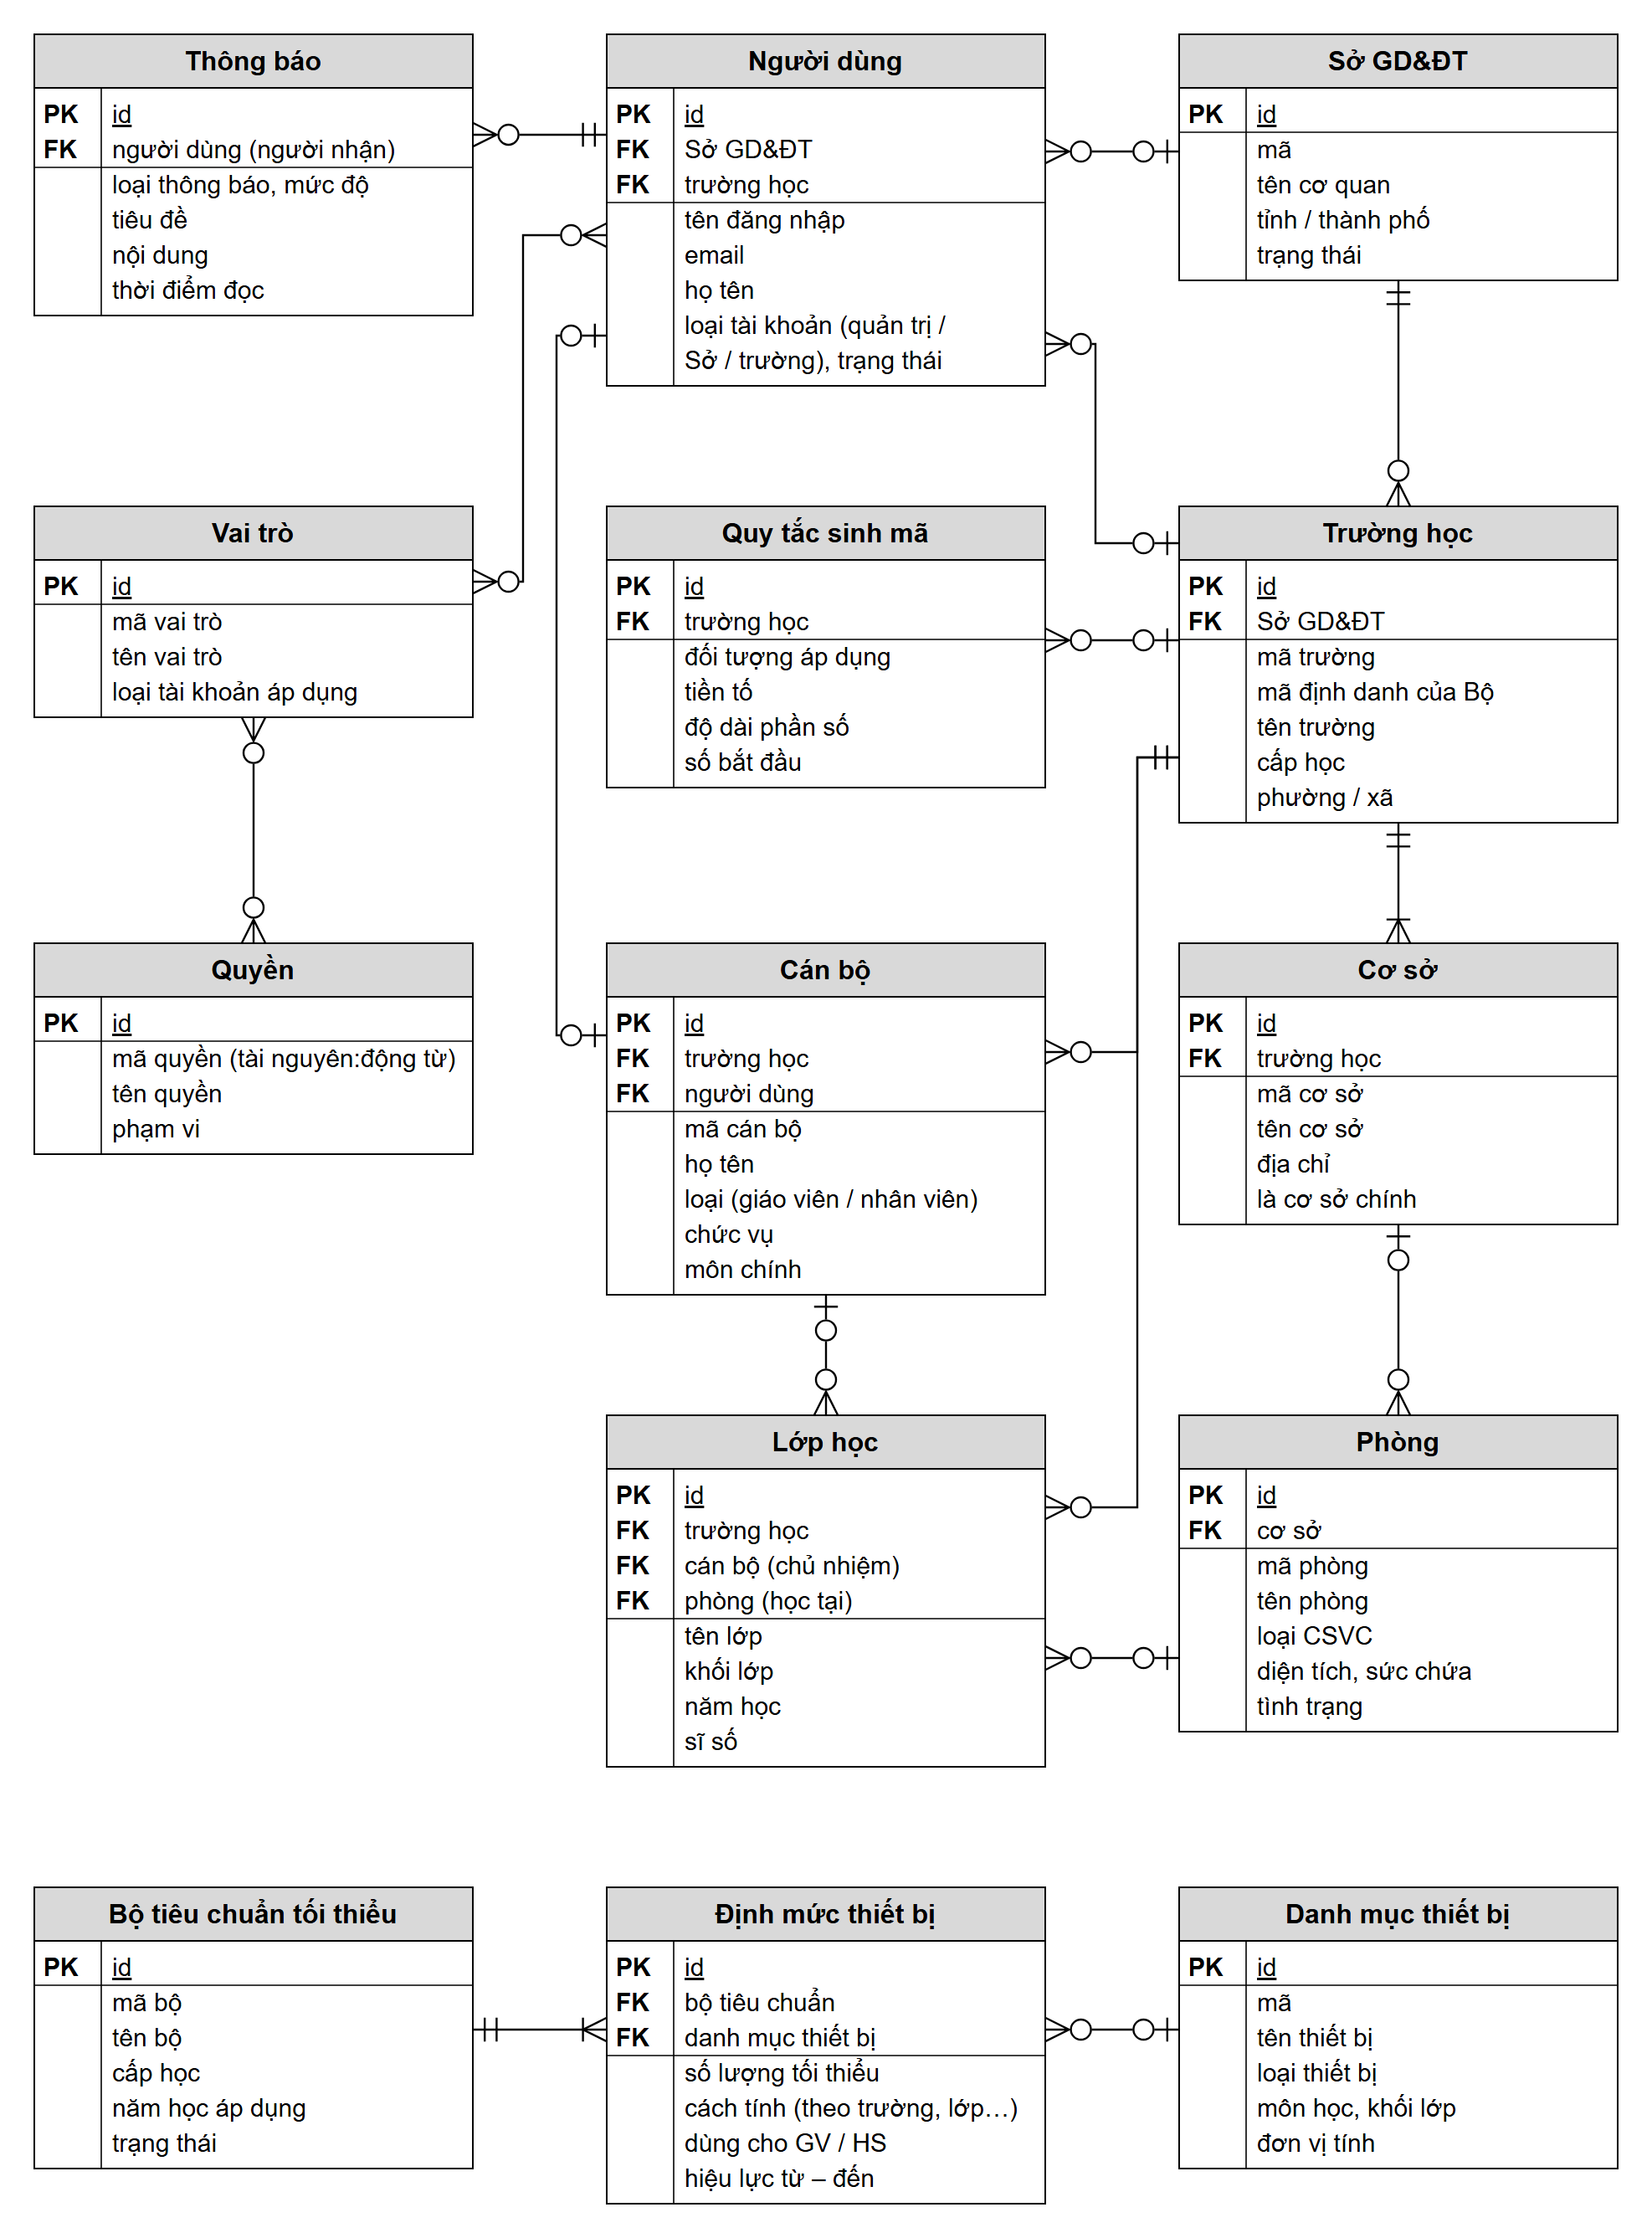 Thông báo
PK id
FK người dùng (người nhận)
loại thông báo, mức độ
tiêu đề
nội dung
thời điểm đọc
Người dùng
PK id
FK Sở GD&ĐT
FK trường học
tên đăng nhập
email
họ tên
loại tài khoản (quản trị /
Sở / trường), trạng thái
Sở GD&ĐT
PK id
mã
tên cơ quan
tỉnh / thành phố
trạng thái
Vai trò
PK id
mã vai trò
tên vai trò
loại tài khoản áp dụng
Quy tắc sinh mã
PK id
FK trường học
đối tượng áp dụng
tiền tố
độ dài phần số
số bắt đầu
Trường học
PK id
FK Sở GD&ĐT
mã trường
mã định danh của Bộ
tên trường
cấp học
phường / xã
Quyền
PK id
mã quyền (tài nguyên:động từ)
tên quyền
phạm vi
Cán bộ
PK id
FK trường học
FK người dùng
mã cán bộ
họ tên
loại (giáo viên / nhân viên)
chức vụ
môn chính
Cơ sở
PK id
FK trường học
mã cơ sở
tên cơ sở
địa chỉ
là cơ sở chính
Lớp học
PK id
FK trường học
FK cán bộ (chủ nhiệm)
FK phòng (học tại)
tên lớp
khối lớp
năm học
sĩ số
Phòng
PK id
FK cơ sở
mã phòng
tên phòng
loại CSVC
diện tích, sức chứa
tình trạng
Bộ tiêu chuẩn tối thiểu
PK id
mã bộ
tên bộ
cấp học
năm học áp dụng
trạng thái
Định mức thiết bị
PK id
FK bộ tiêu chuẩn
FK danh mục thiết bị
số lượng tối thiểu
cách tính (theo trường, lớp…)
dùng cho GV / HS
hiệu lực từ – đến
Danh mục thiết bị
PK id
mã
tên thiết bị
loại thiết bị
môn học, khối lớp
đơn vị tính